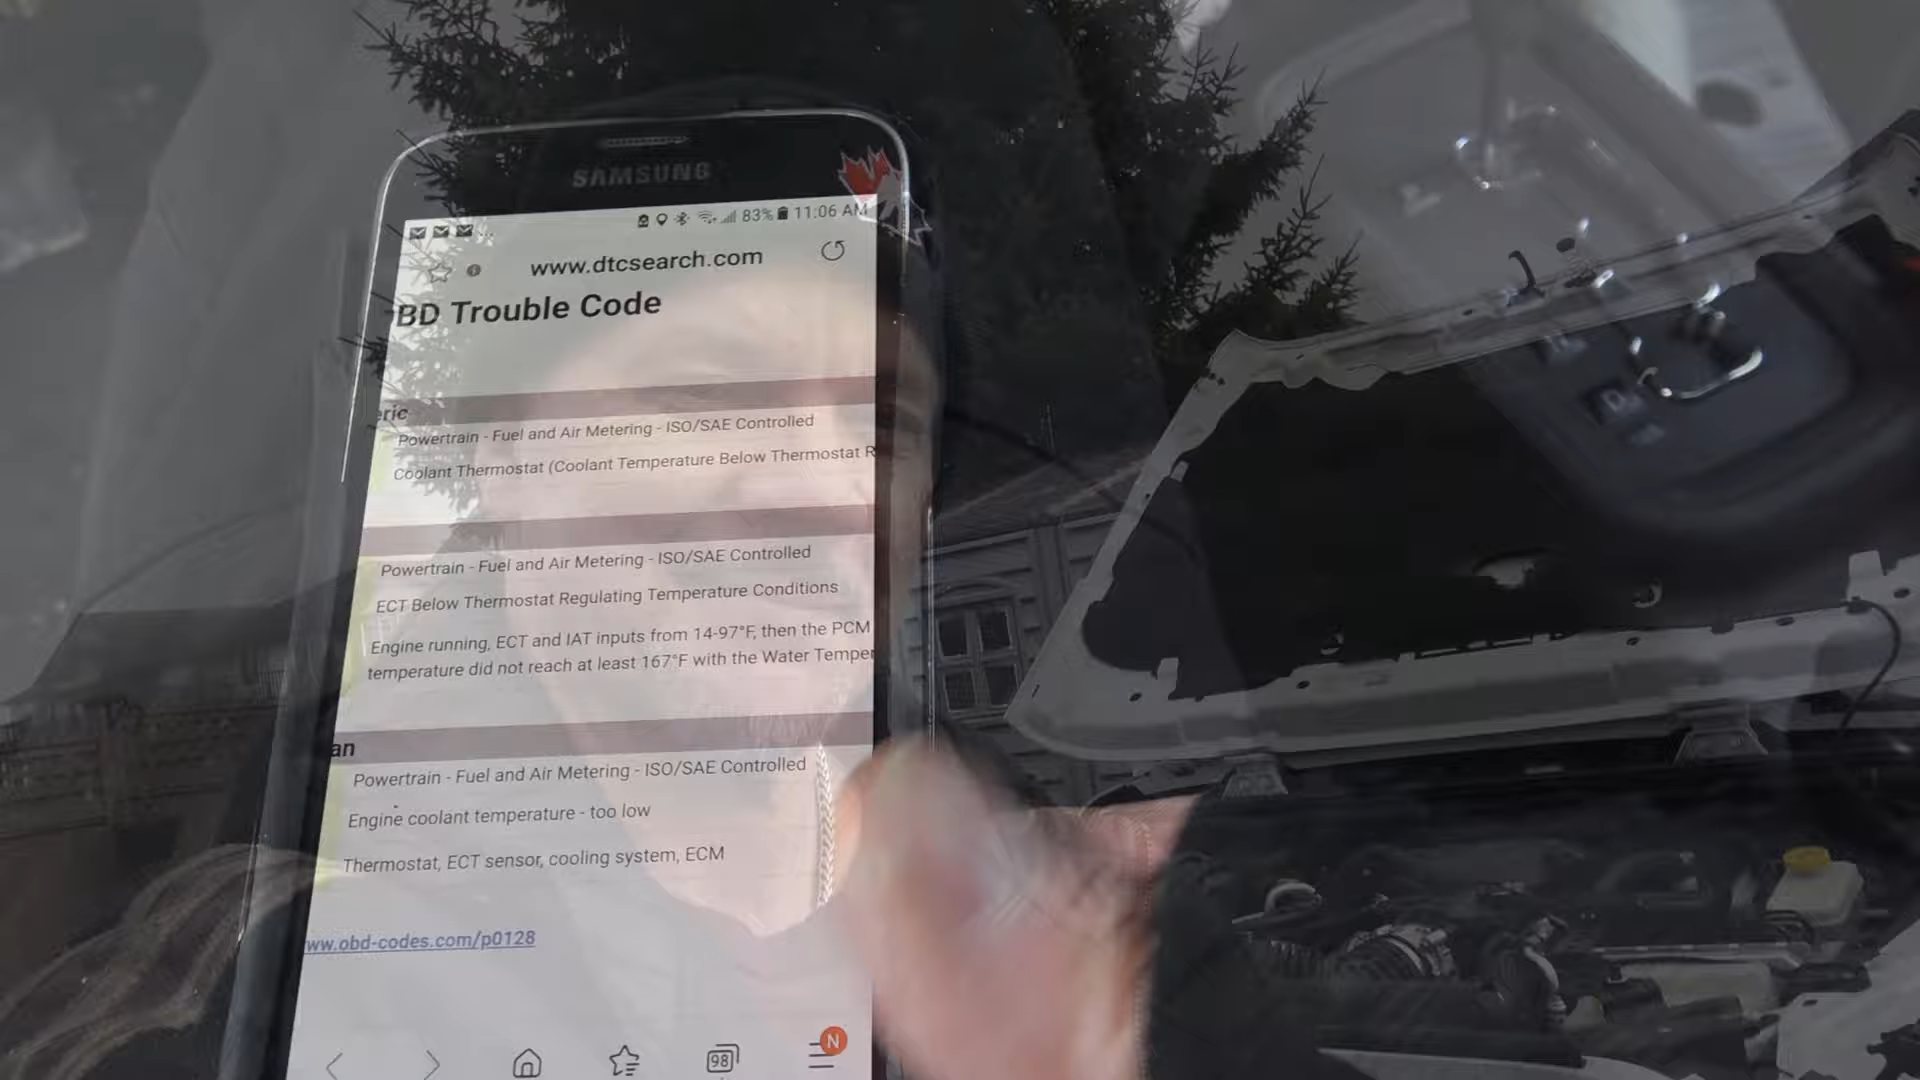 SAMSUNG
83% 11:06 AM
www.dtcsearch.com
BD Trouble Code
eric
Powertrain - Fuel and Air Metering - ISO/SAE Controlled
Coolant Thermostat (Coolant Temperature Below Thermostat R
Powertrain - Fuel and Air Metering - ISO/SAE Controlled
ECT Below Thermostat Regulating Temperature Conditions
Engine running, ECT and IAT inputs from 14-97°F, then the PCM
temperature did not reach at least 167°F with the Water Temper
an
Powertrain - Fuel and Air Metering - ISO/SAE Controlled
Engine coolant temperature - too low
Thermostat, ECT sensor, cooling system, ECM
ww.obd-codes.com/p0128
98
N
D